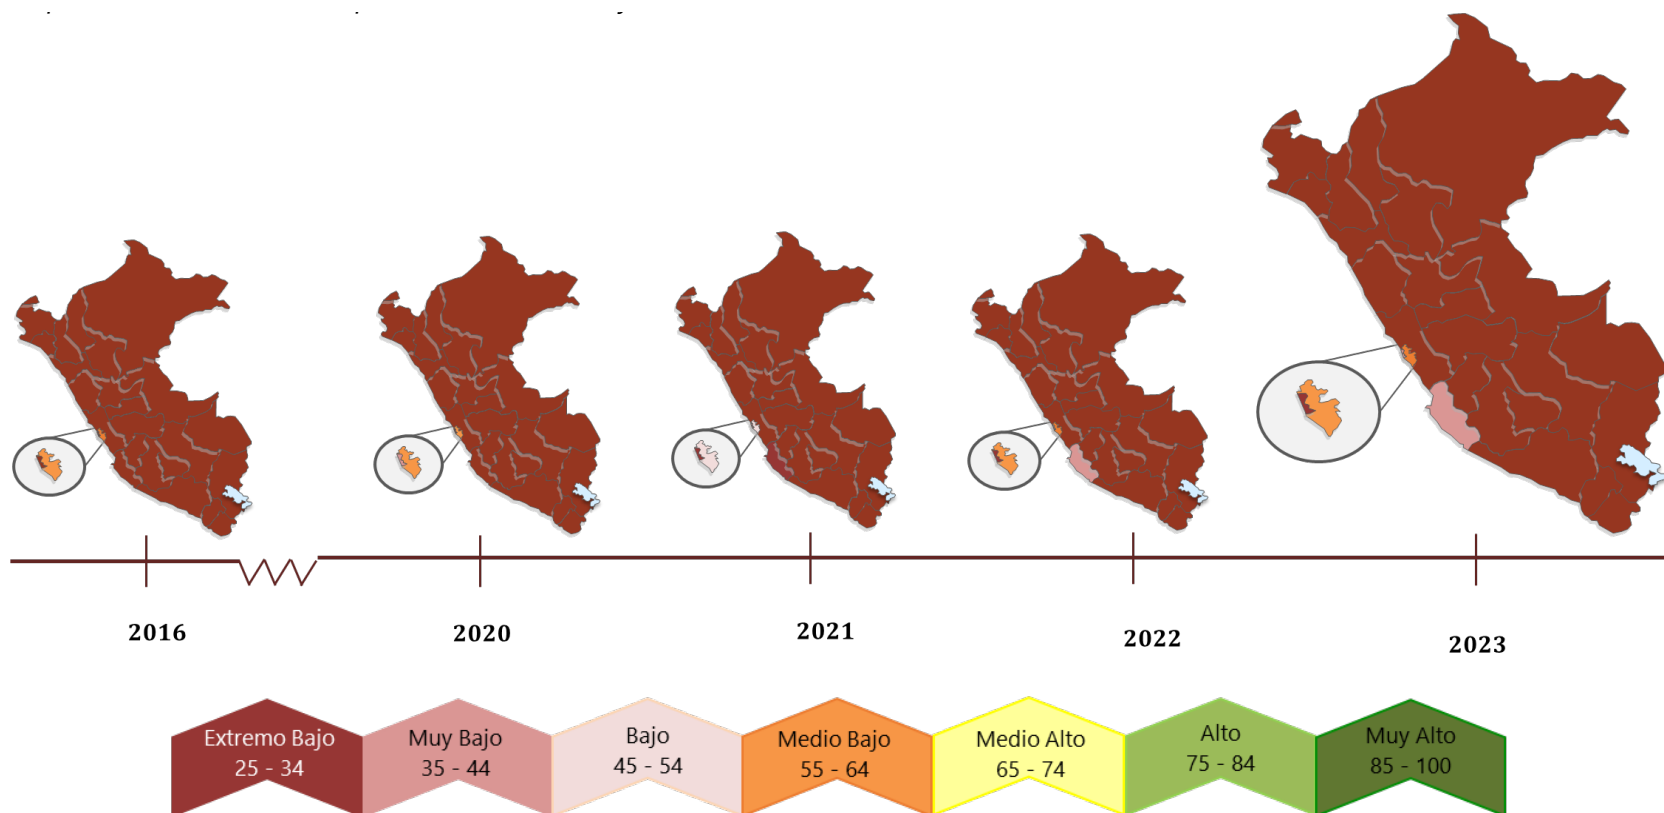 2016
2020
2021
2022
2023
Extremo Bajo
25 - 34
Muy Bajo
35 - 44
Bajo
45 - 54
Medio Bajo
55 - 64
Medio Alto
65 - 74
Alto
75 - 84
Muy Alto
85 - 100